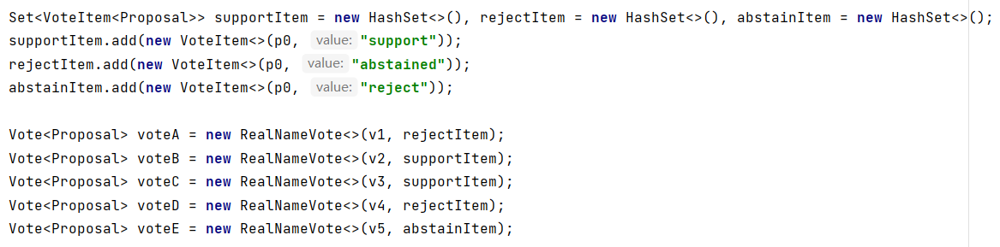 Set<VoteItem<Proposal>> supportItem = new HashSet<>(), rejectItem = new HashSet<>(), abstainItem = new HashSet<>();
supportItem.add(new VoteItem<>(p0, value: "support"));
rejectItem.add(new VoteItem<>(p0, value: "abstained"));
abstainItem.add(new VoteItem<>(p0, value: "reject"));
Vote<Proposal> voteA = new RealNameVote<>(v1, rejectItem);
Vote<Proposal> voteB = new RealNameVote<>(v2, supportItem);
Vote<Proposal> voteC = new RealNameVote<>(v3, supportItem);
Vote<Proposal> voteD = new RealNameVote<>(v4, rejectItem);
Vote<Proposal> voteE = new RealNameVote<>(v5, abstainItem);